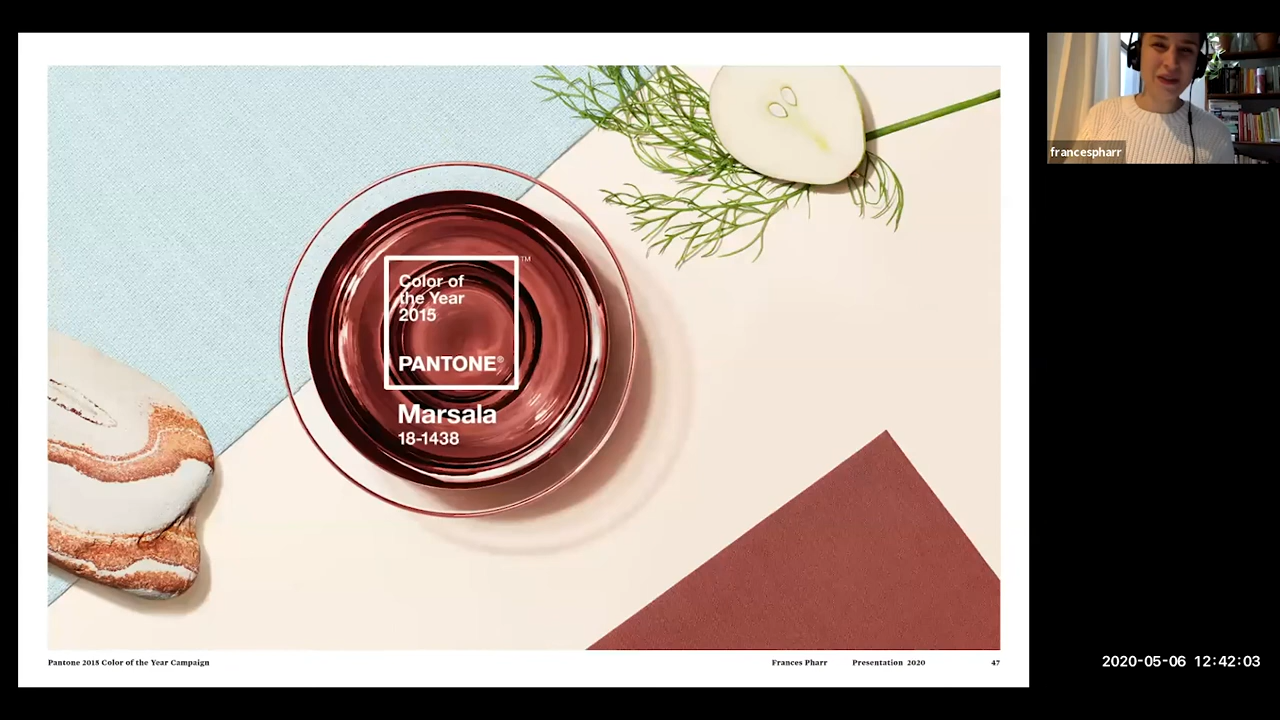 Color of
the Year
2015
PANTONE®
™
Marsala
18-1438
Pantone 2015 Color of the Year Campaign
Frances Pharr
Presentation 2020
47
francespharr
2020-05-06 12:42:03